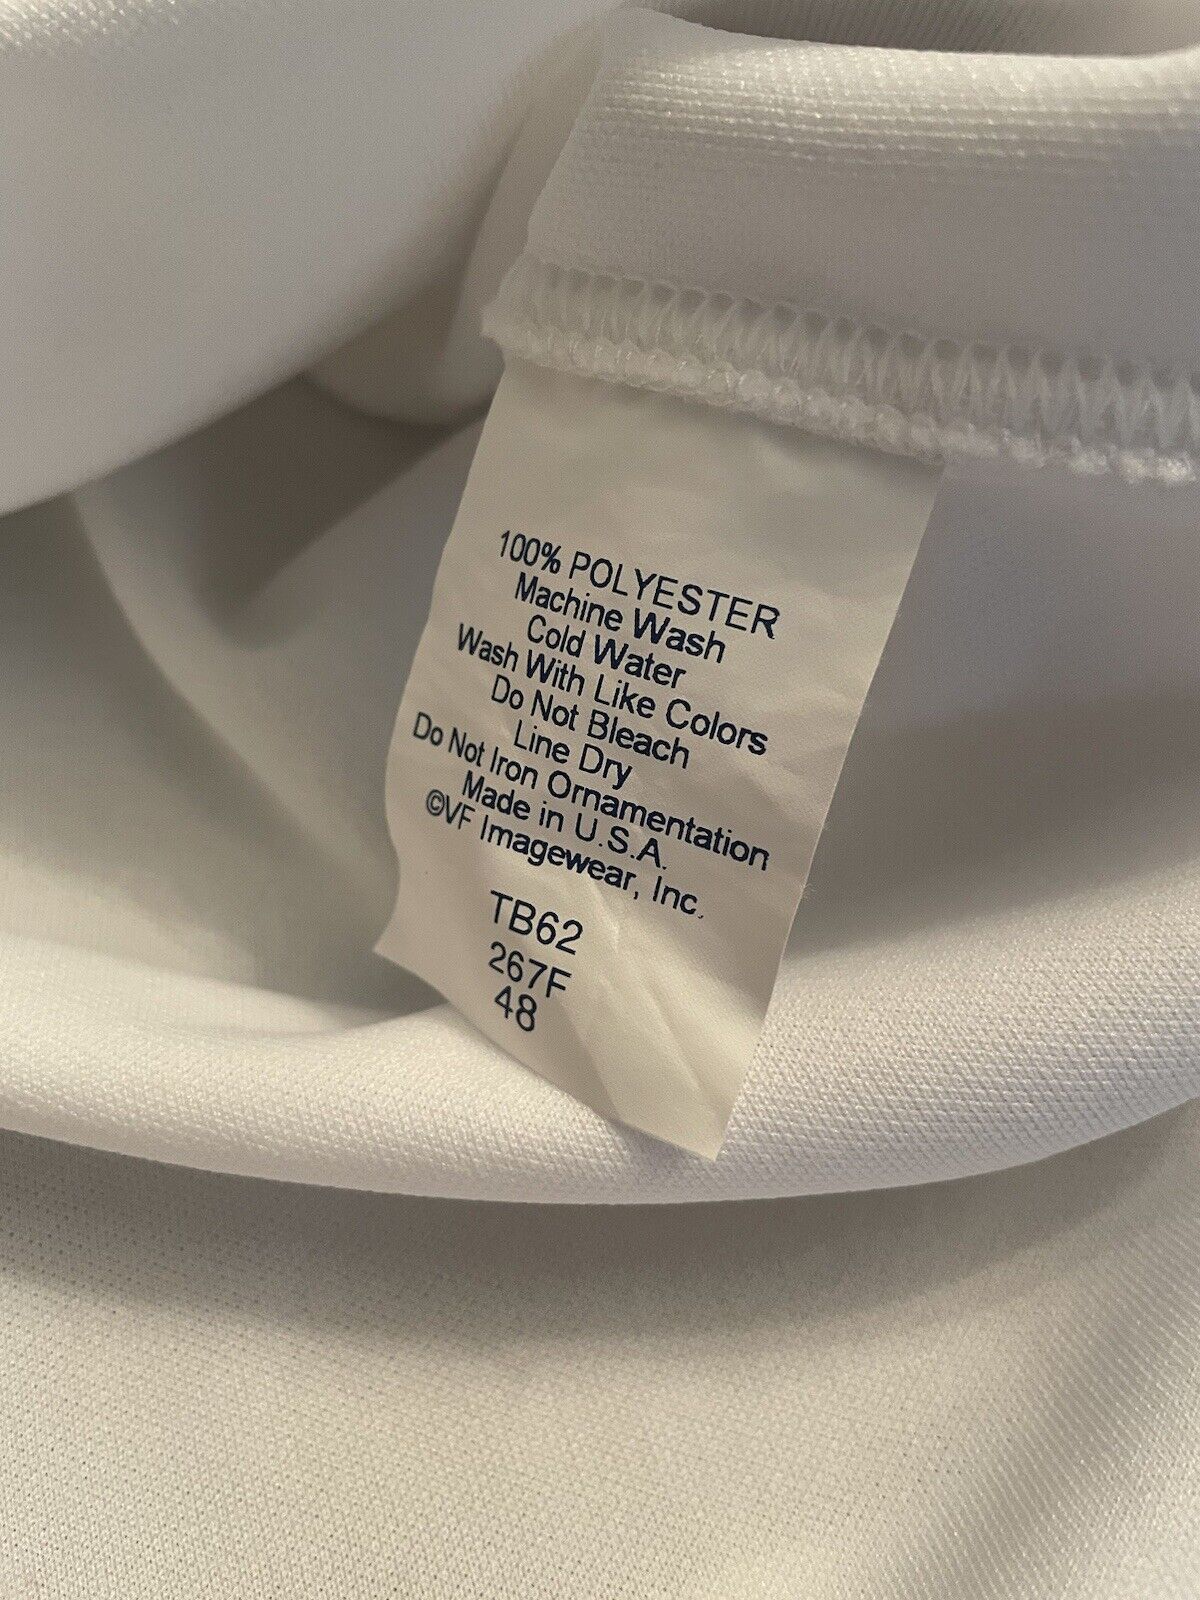 100% POLYESTER
Machine Wash
Cold Water
Wash With Like Colors
Do Not Bleach
Line Dry
Do Not Iron Ornamentation
Made in U.S.A.
©VF Imagewear, Inc.
TB62
267F
48